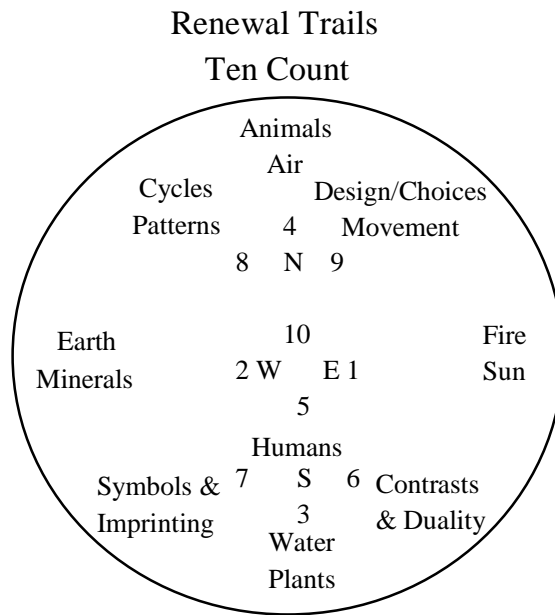 Renewal Trails
Ten Count
Animals
Air
Cycles
Patterns
Design/Choices
Movement
4
8 N 9
Earth
Minerals
10
2 W E 1
5
Fire
Sun
Humans
7 S 6
3
Symbols &
Imprinting
Contrasts
& Duality
Water
Plants